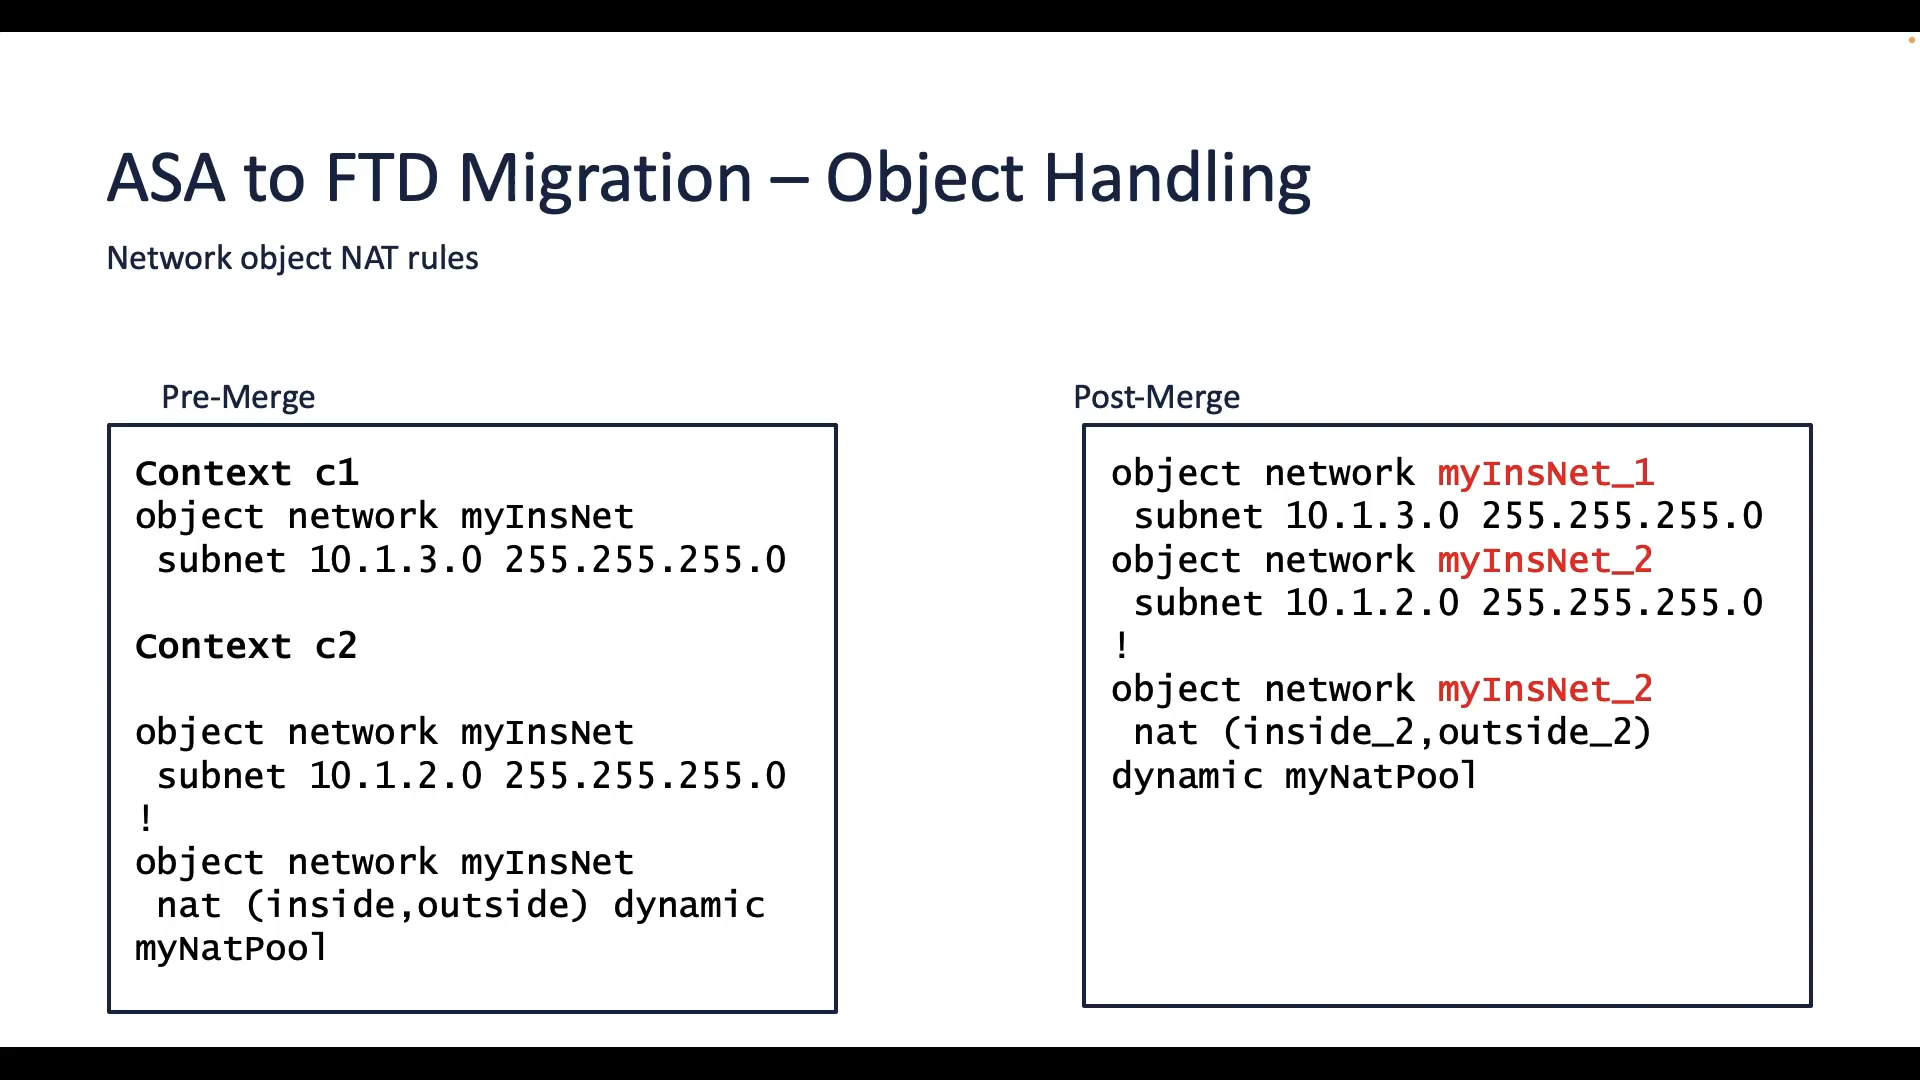 ASA to FTD Migration – Object Handling
Network object NAT rules
Pre-Merge
Context c1
object network myInsNet
subnet 10.1.3.0 255.255.255.0
Context c2
object network myInsNet
subnet 10.1.2.0 255.255.255.0
!
object network myInsNet
nat (inside,outside) dynamic
myNatPool
Post-Merge
object network myInsNet_1
subnet 10.1.3.0 255.255.255.0
object network myInsNet_2
subnet 10.1.2.0 255.255.255.0
!
object network myInsNet_2
nat (inside_2,outside_2)
dynamic myNatPool